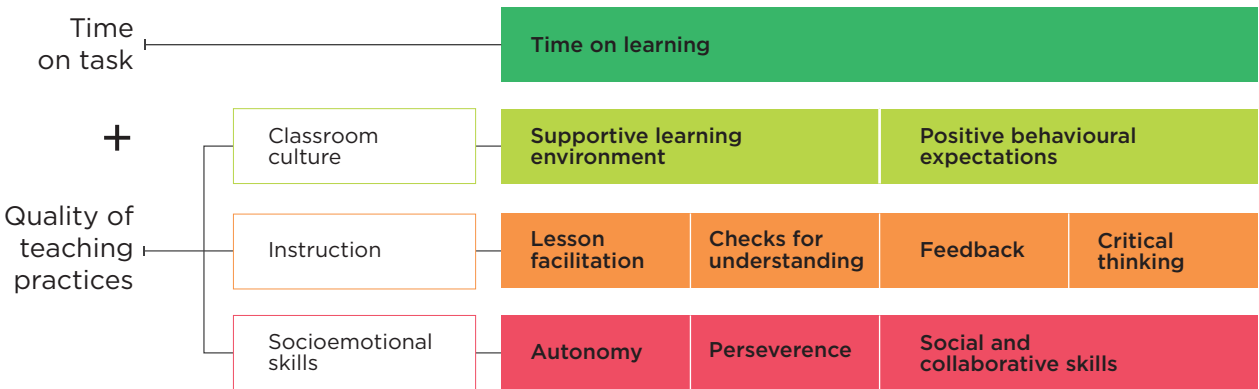 Time
on task
Time on learning
+
Classroom
culture
Supportive learning
environment
Positive behavioural
expectations
Quality of
teaching
practices
Instruction
Lesson
facilitation
Checks for
understanding
Feedback
Critical
thinking
Socioemotional
skills
Autonomy
Perseverence
Social and
collaborative skills